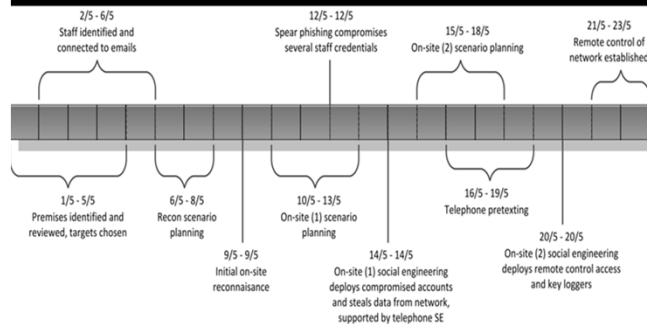 2/5 - 6/5
Staff identified and
connected to emails
12/5 - 12/5
Spear phishing compromises
several staff credentials
15/5 - 18/5
On-site (2) scenario planning
21/5 - 23/5
Remote control of
network established
1/5 - 5/5
Premises identified and
reviewed, targets chosen
6/5 - 8/5
Recon scenario
planning
9/5 - 9/5
Initial on-site
reconnaisance
10/5 - 13/5
On-site (1) scenario
planning
14/5 - 14/5
On-site (1) social engineering
deploys compromised accounts
and steals data from network,
supported by telephone SE
16/5 - 19/5
Telephone pretexting
20/5 - 20/5
On-site (2) social engineering
deploys remote control access
and key loggers